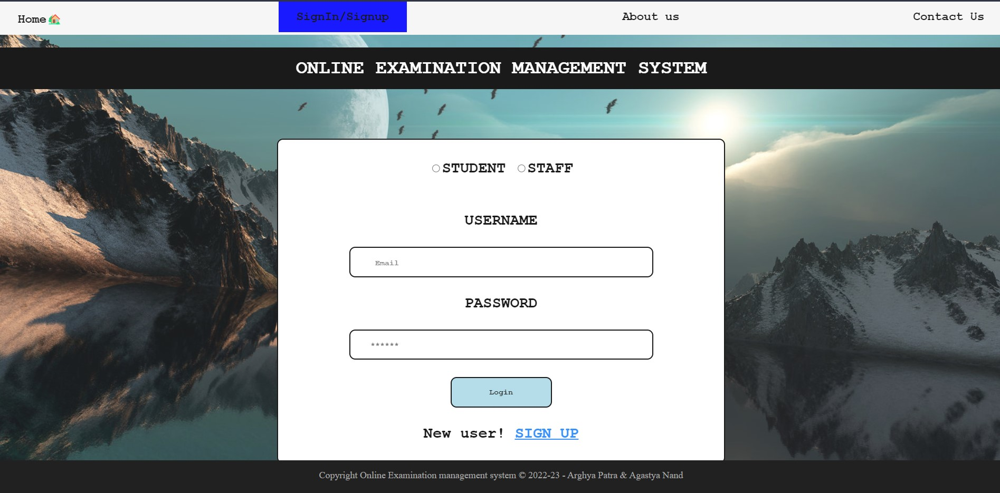 Home🏠 SignIn/Signup About us Contact Us
ONLINE EXAMINATION MANAGEMENT SYSTEM
STUDENT STAFF
USERNAME
Email
PASSWORD
******
Login
New user! SIGN UP
Copyright Online Examination management system © 2022-23 - Arghya Patra & Agastya Nand